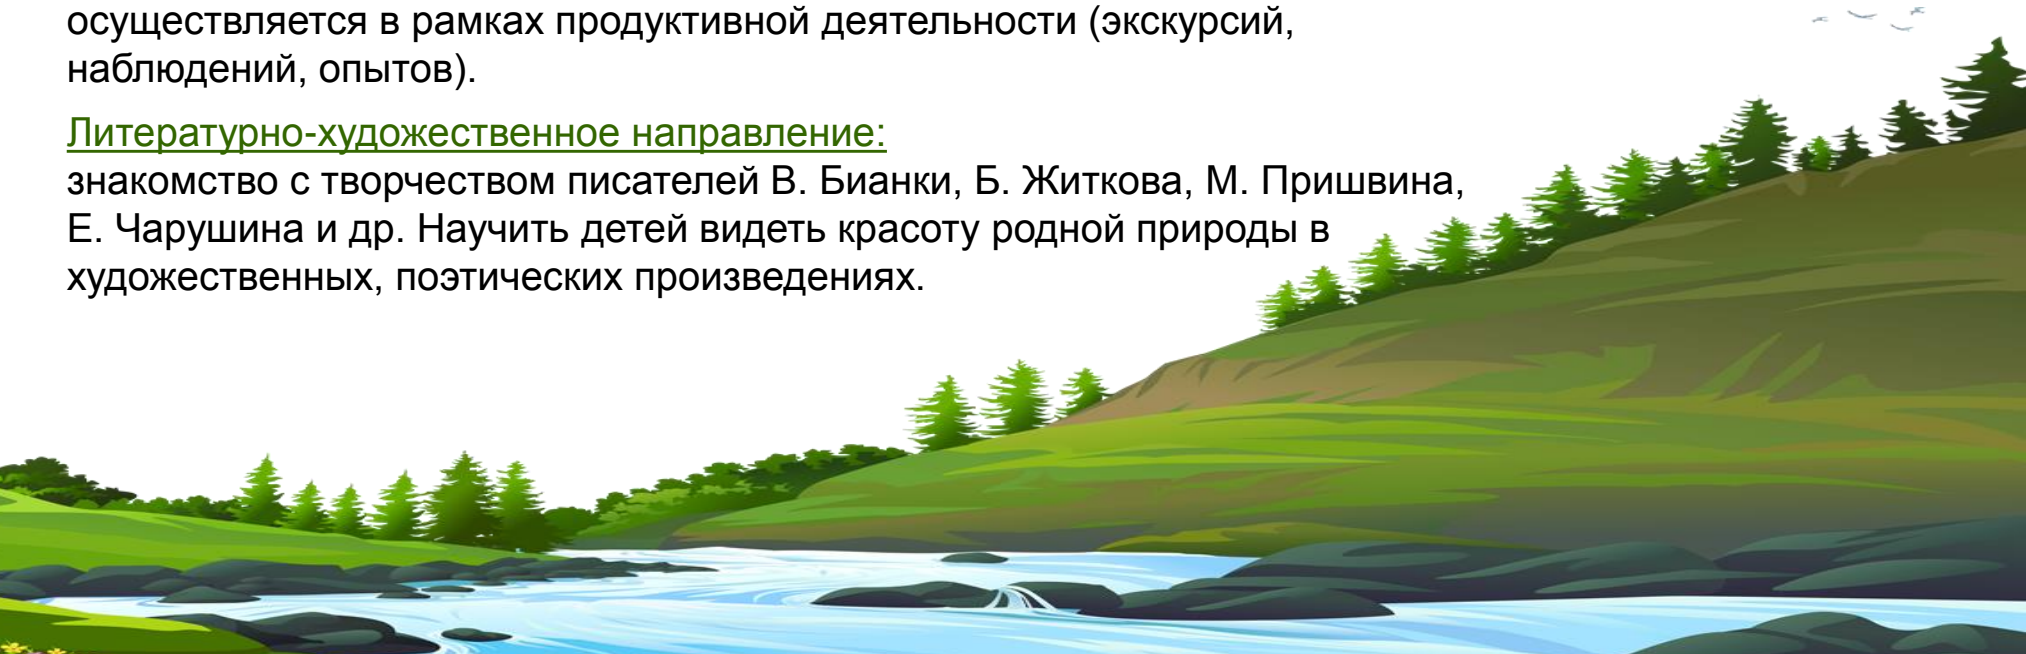 осуществляется в рамках продуктивной деятельности (экскурсий,
наблюдений, опытов).
Литературно-художественное направление:
знакомство с творчеством писателей В. Бианки, Б. Житкова, М. Пришвина,
Е. Чарушина и др. Научить детей видеть красоту родной природы в
художественных, поэтических произведениях.